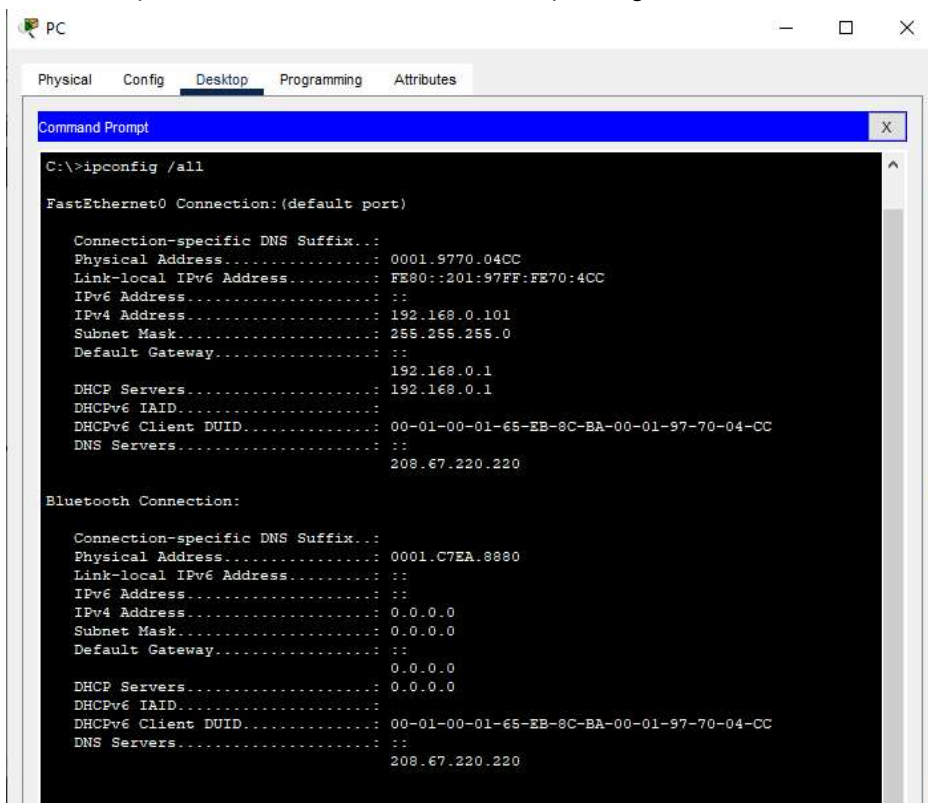 PC
Physical Config Desktop Programming Attributes
Command Prompt X
C:\>ipconfig /all
FastEthernet0 Connection:(default port)
Connection-specific DNS Suffix..:
Physical Address................: 0001.9770.04CC
Link-local IPv6 Address.........: FE80::201:97FF:FE70:4CC
IPv6 Address....................: ::
IPv4 Address....................: 192.168.0.101
Subnet Mask.....................: 255.255.255.0
Default Gateway.................: ::
192.168.0.1
DHCP Servers....................: 192.168.0.1
DHCPv6 IAID.....................:
DHCPv6 Client DUID..............: 00-01-00-01-65-EB-8C-BA-00-01-97-70-04-CC
DNS Servers.....................: ::
208.67.220.220
Bluetooth Connection:
Connection-specific DNS Suffix..:
Physical Address................: 0001.C7EA.8880
Link-local IPv6 Address.........: ::
IPv6 Address....................: ::
IPv4 Address....................: 0.0.0.0
Subnet Mask.....................: 0.0.0.0
Default Gateway.................: ::
0.0.0.0
DHCP Servers....................: 0.0.0.0
DHCPv6 IAID.....................:
DHCPv6 Client DUID..............: 00-01-00-01-65-EB-8C-BA-00-01-97-70-04-CC
DNS Servers.....................: ::
208.67.220.220